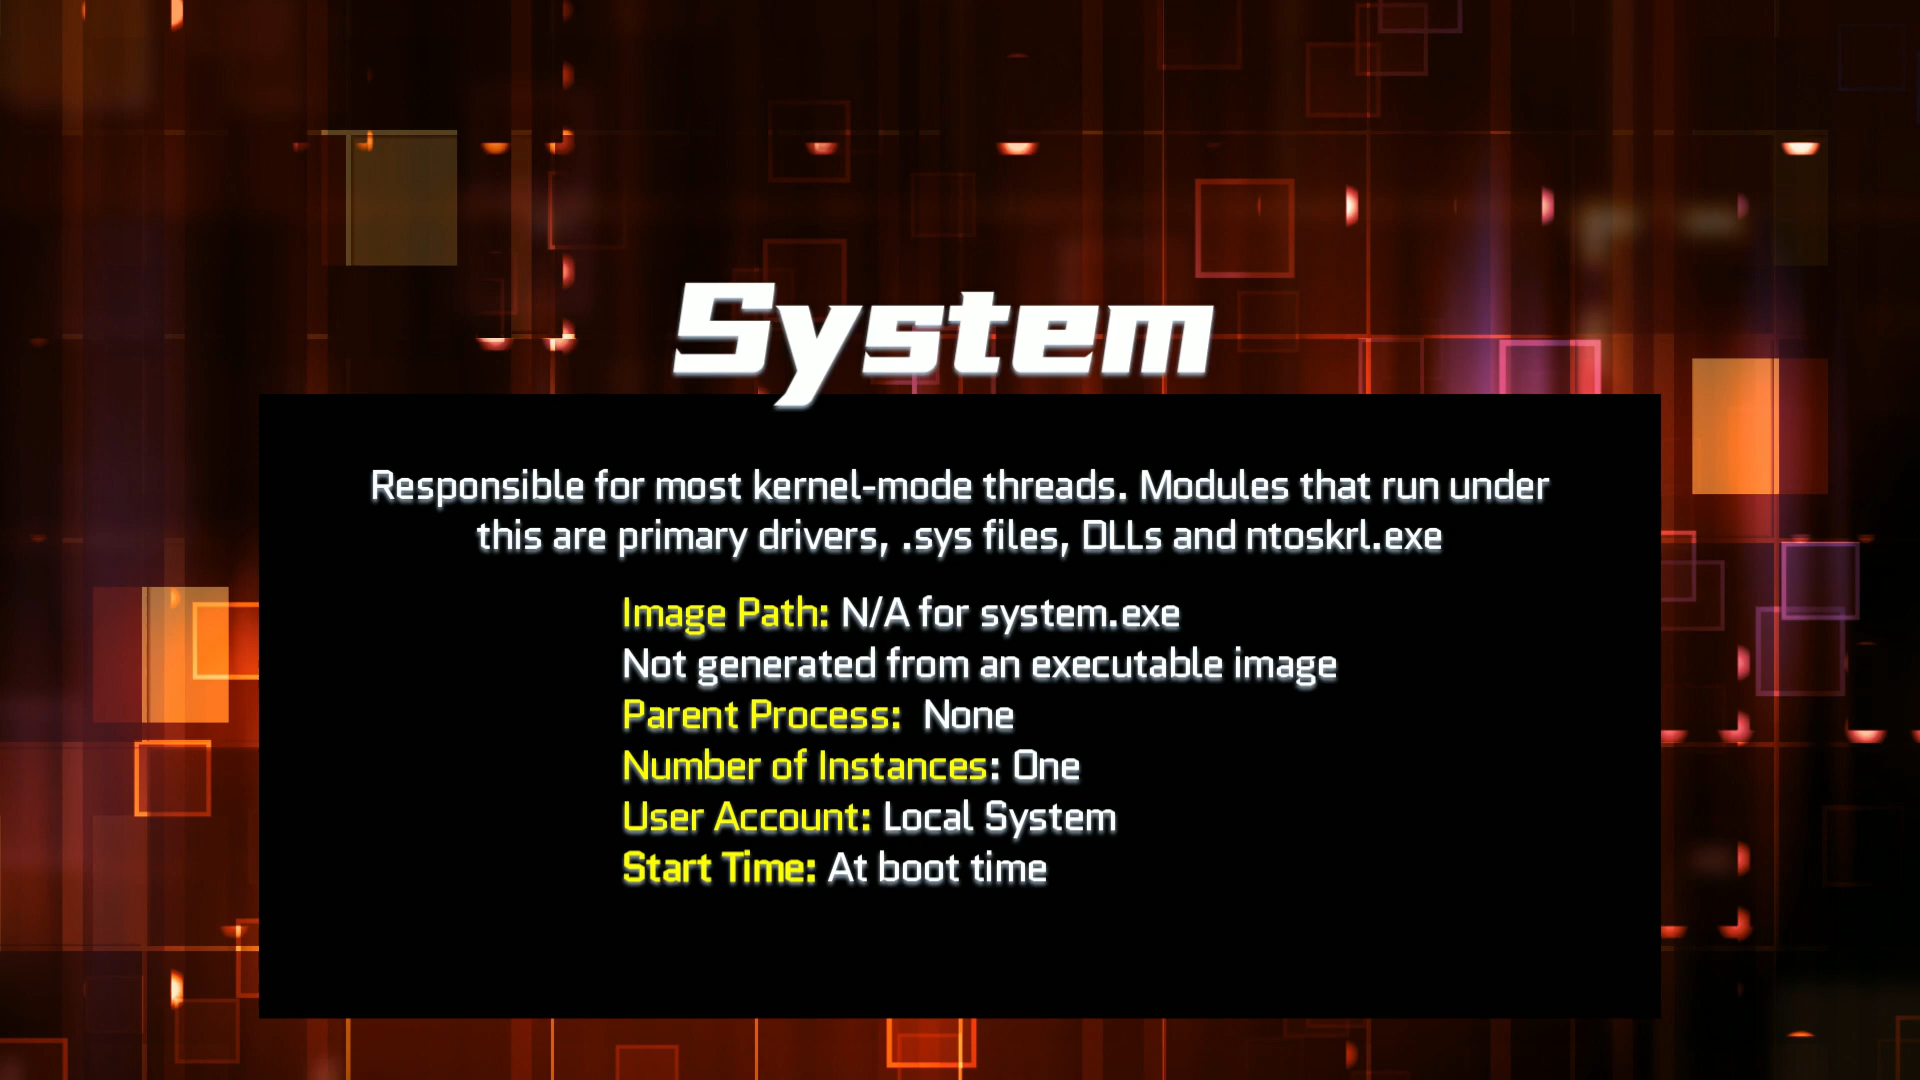 System
Responsible for most kernel-mode threads. Modules that run under
this are primary drivers, .sys files, DLLs and ntoskrl.exe
Image Path: N/A for system.exe
Not generated from an executable image
Parent Process: None
Number of Instances: One
User Account: Local System
Start Time: At boot time